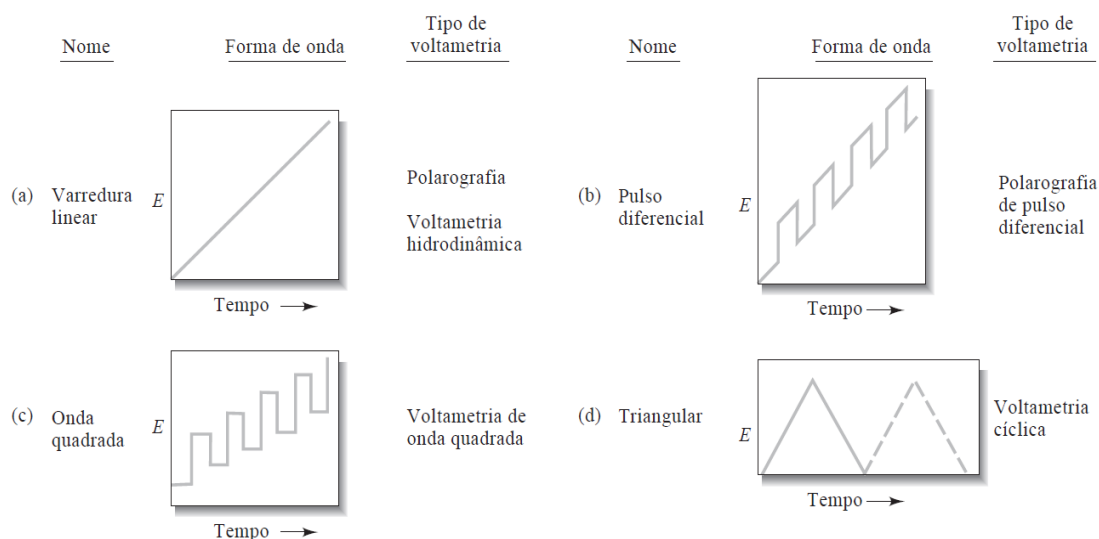 Nome
Forma de onda
Tipo de
voltametria
(a) Varredura
linear
E
Tempo
Polarografia
Voltametria
hidrodinâmica
Nome
Forma de onda
Tipo de
voltametria
(b) Pulso
diferencial
E
Tempo
Polarografia
de pulso
diferencial
(c) Onda
quadrada
E
Tempo
Voltametria de
onda quadrada
(d) Triangular
E
Tempo
Voltametria
cíclica